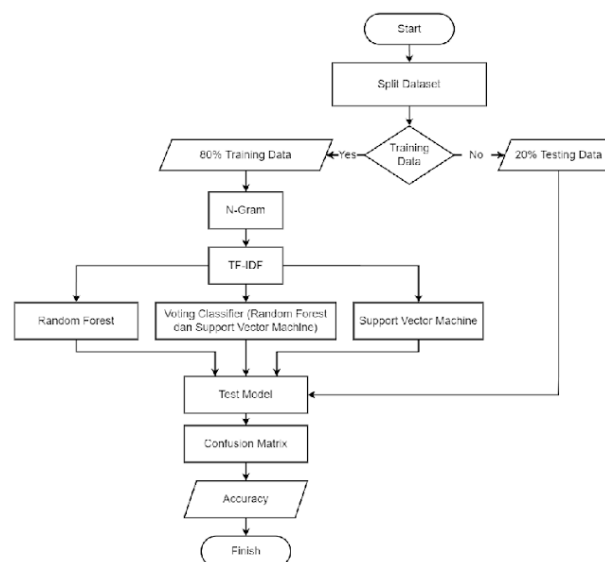 Start
Split Dataset
Training
Data
80% Training Data
Yes
No
20% Testing Data
N-Gram
TF-IDF
Random Forest
Voting Classifier (Random Forest
dan Support Vector Machine)
Support Vector Machine
Test Model
Confusion Matrix
Accuracy
Finish